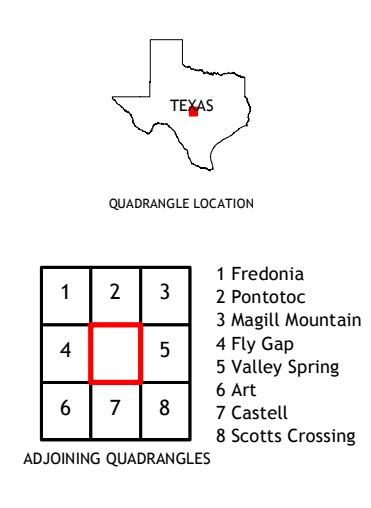 TEXAS
QUADRANGLE LOCATION
1 2 3
4 5
6 7 8
1 Fredonia
2 Pontotoc
3 Magill Mountain
4 Fly Gap
5 Valley Spring
6 Art
7 Castell
8 Scotts Crossing
ADJOINING QUADRANGLES